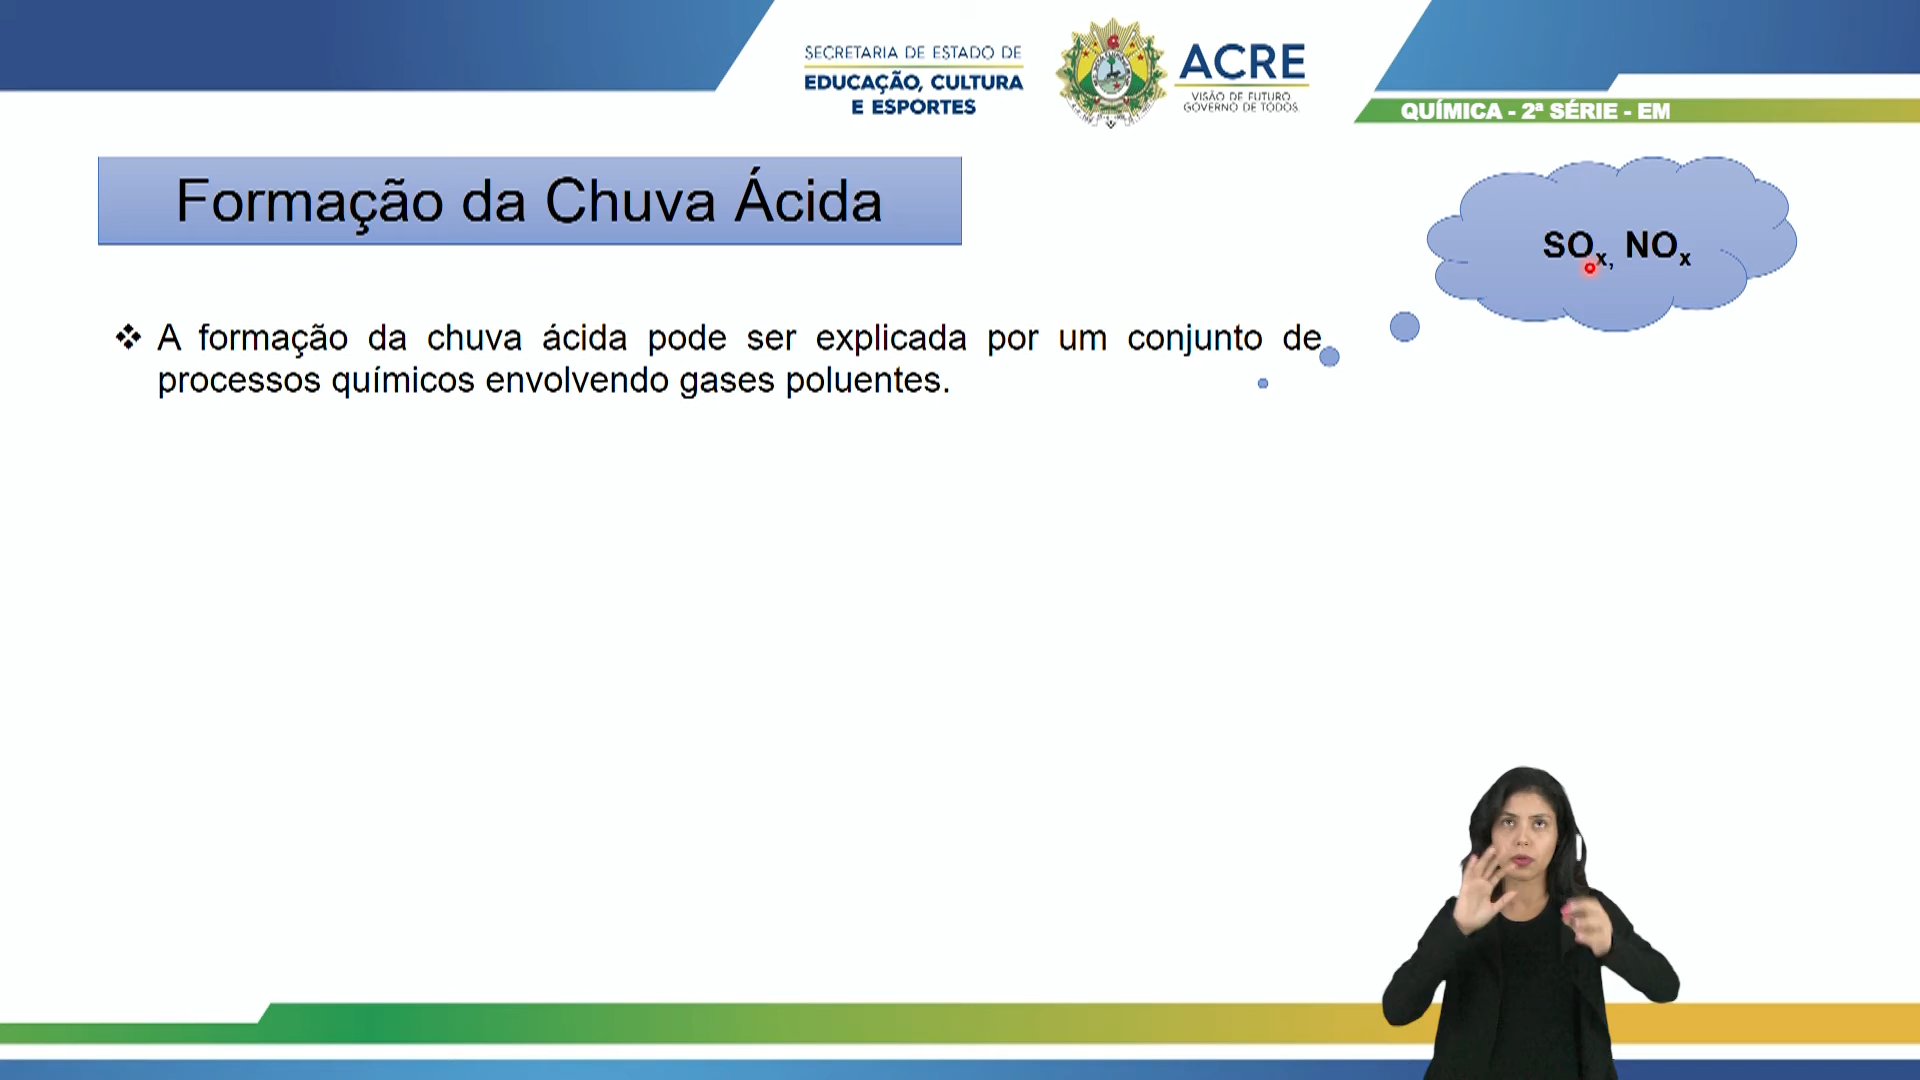 SECRETARIA DE ESTADO DE
EDUCAÇÃO, CULTURA
E ESPORTES
ACRE
VISÃO DE FUTURO.
GOVERNO DE TODOS.
QUÍMICA - 2ª SÉRIE - EM
Formação da Chuva Ácida
SOx, NOx
❖ A formação da chuva ácida pode ser explicada por um conjunto de
processos químicos envolvendo gases poluentes.